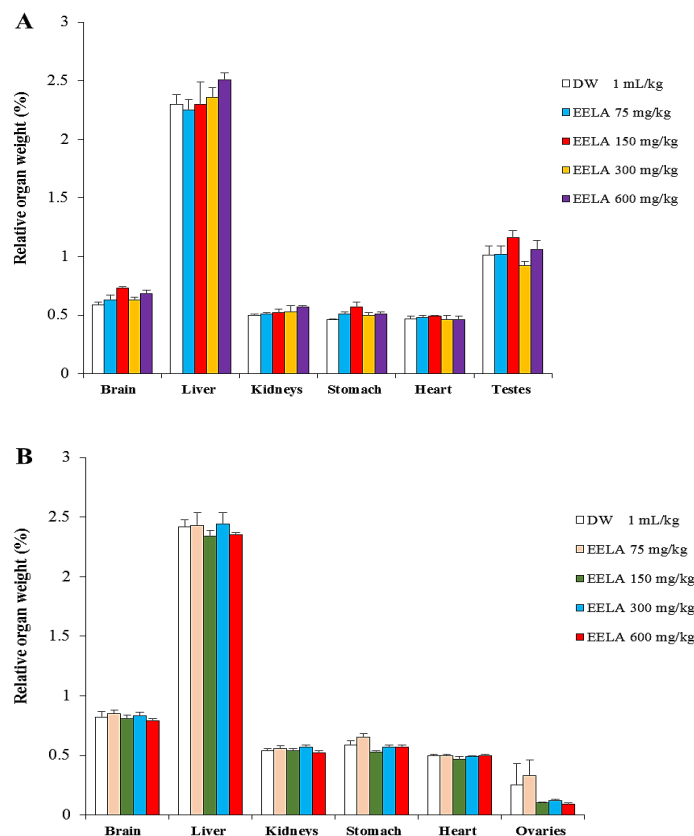 A
Relative organ weight (%)
3
2.5
2
1.5
1
0.5
0
Brain Liver Kidneys Stomach Heart Testes
DW 1 mL/kg
EELA 75 mg/kg
EELA 150 mg/kg
EELA 300 mg/kg
EELA 600 mg/kg
B
Relative organ weight (%)
3
2.5
2
1.5
1
0.5
0
Brain Liver Kidneys Stomach Heart Ovaries
DW 1 mL/kg
EELA 75 mg/kg
EELA 150 mg/kg
EELA 300 mg/kg
EELA 600 mg/kg